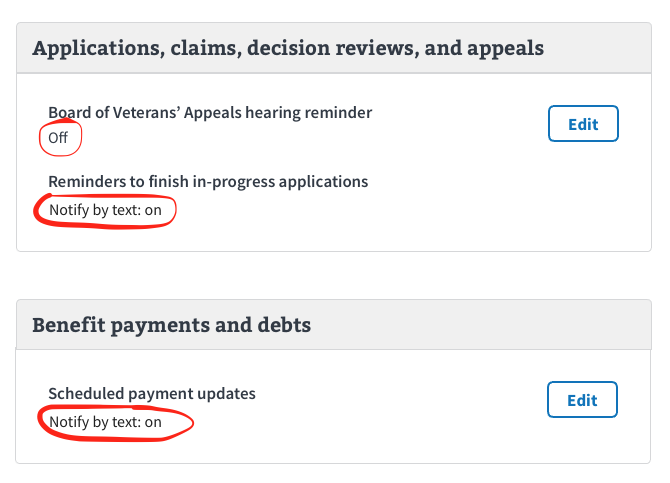 Applications, claims, decision reviews, and appeals
Board of Veterans’ Appeals hearing reminder
Edit
Off
Reminders to finish in-progress applications
Notify by text: on
Benefit payments and debts
Scheduled payment updates
Edit
Notify by text: on